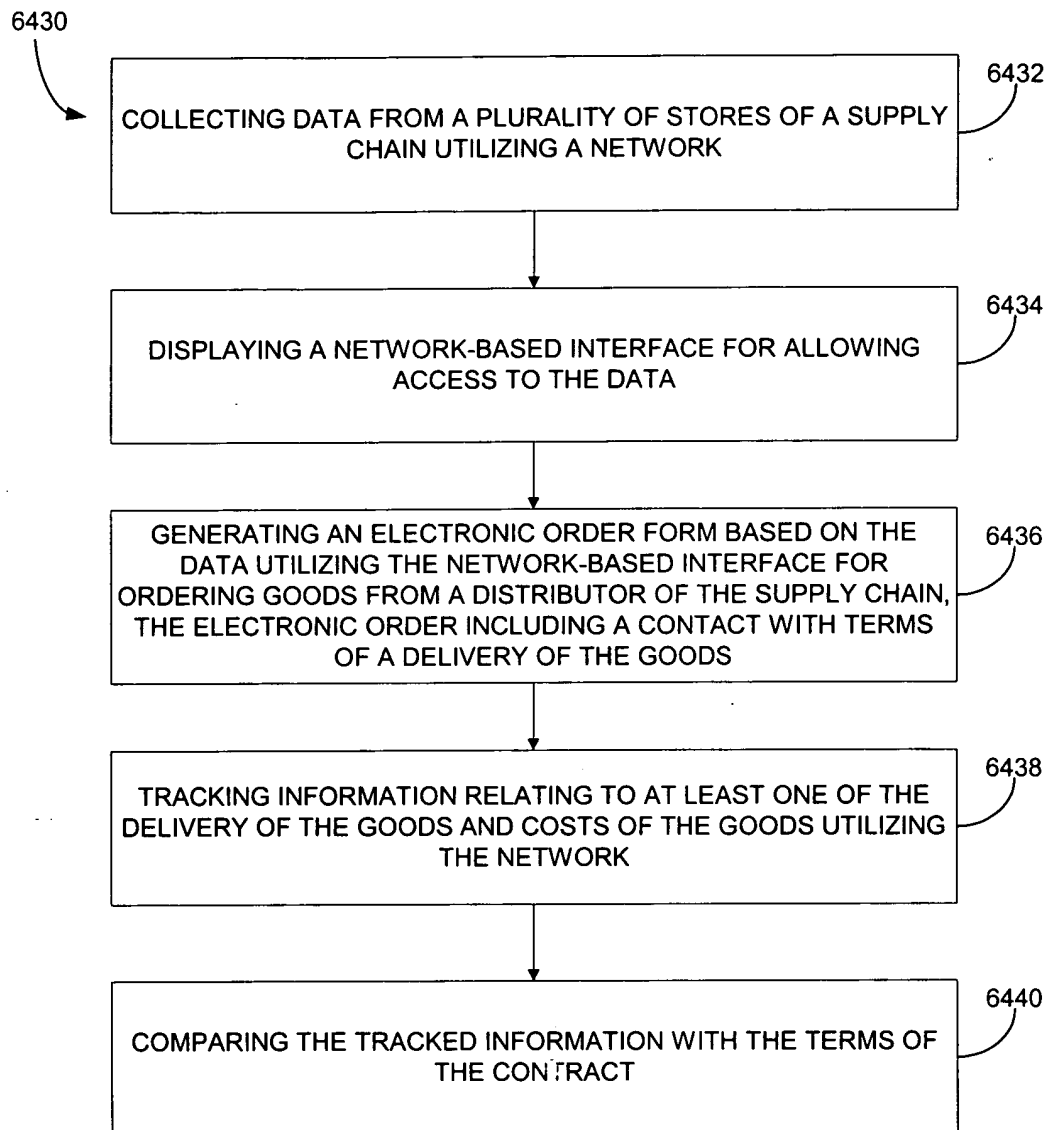 6430
6432
COLLECTING DATA FROM A PLURALITY OF STORES OF A SUPPLY
CHAIN UTILIZING A NETWORK
6434
DISPLAYING A NETWORK-BASED INTERFACE FOR ALLOWING
ACCESS TO THE DATA
6436
GENERATING AN ELECTRONIC ORDER FORM BASED ON THE
DATA UTILIZING THE NETWORK-BASED INTERFACE FOR
ORDERING GOODS FROM A DISTRIBUTOR OF THE SUPPLY CHAIN,
THE ELECTRONIC ORDER INCLUDING A CONTACT WITH TERMS
OF A DELIVERY OF THE GOODS
6438
TRACKING INFORMATION RELATING TO AT LEAST ONE OF THE
DELIVERY OF THE GOODS AND COSTS OF THE GOODS UTILIZING
THE NETWORK
6440
COMPARING THE TRACKED INFORMATION WITH THE TERMS OF
THE CONTRACT